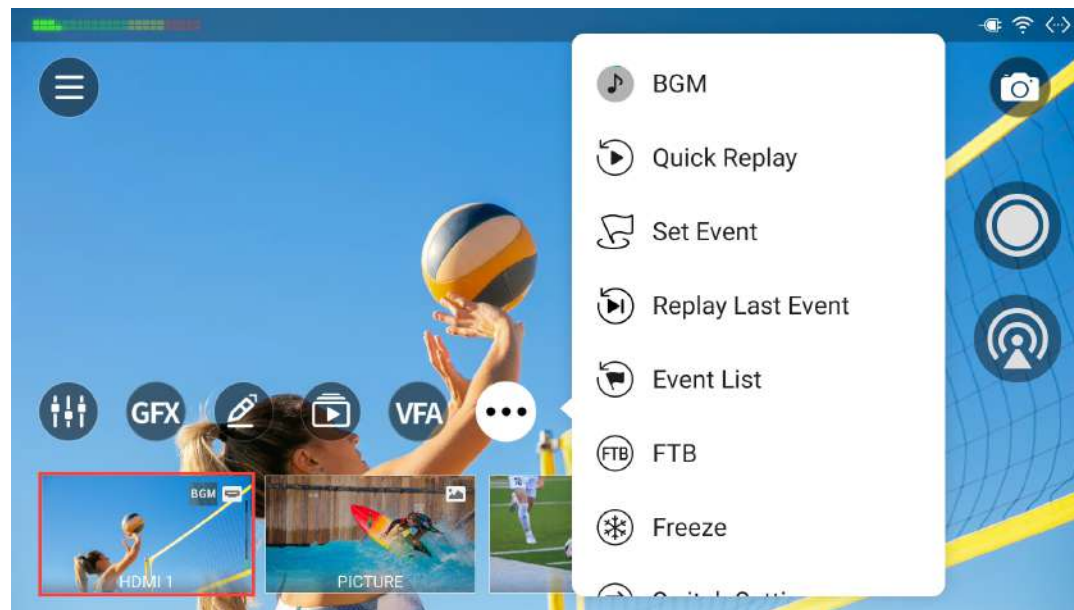 BGM
Quick Replay
Set Event
Replay Last Event
Event List
FTB FTB
Freeze
GFX
VFA
BGM
HDMI 1
PICTURE